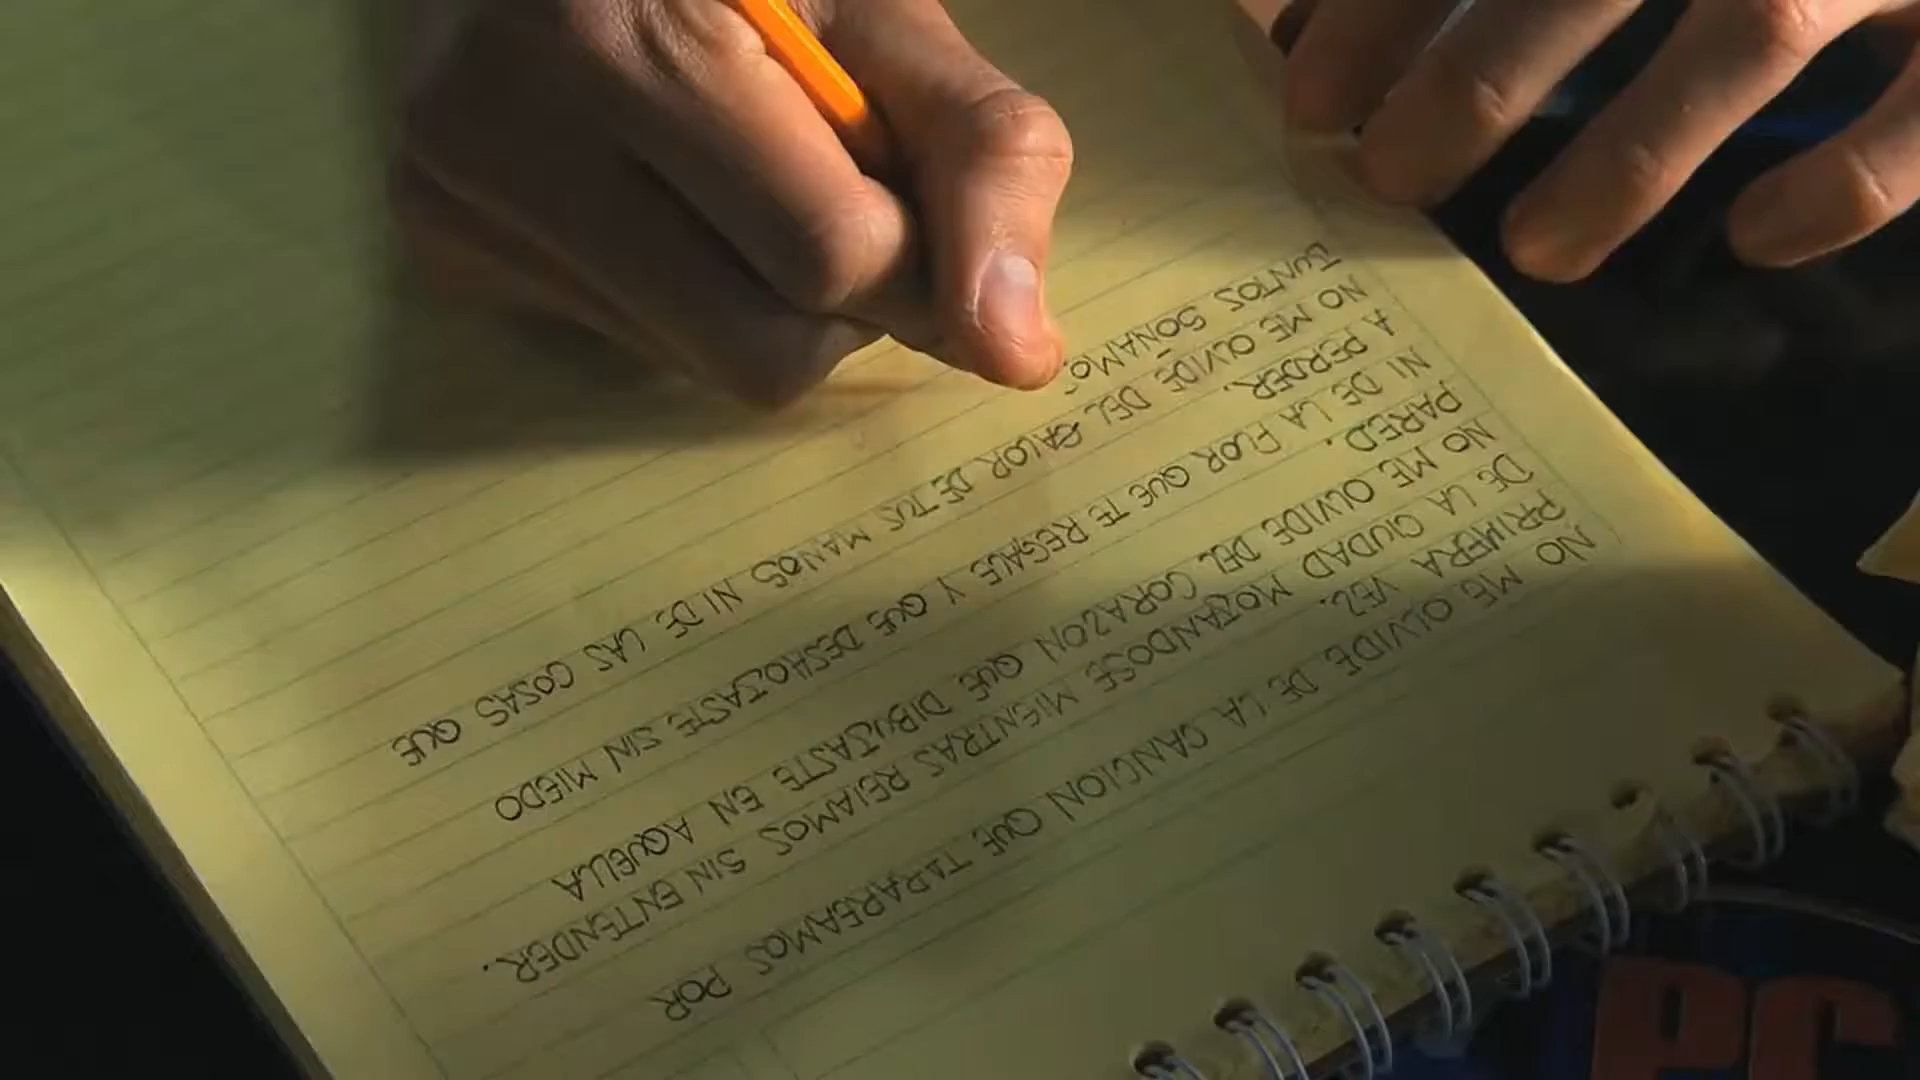 NO ME OLVIDE DE LA CANCION QUE TARAREAMOS POR
PRIMERA VEZ.
DE LA CIUDAD MOJANDOSE MIENTRAS REIAMOS SIN ENTENDER.
NO ME OLVIDE DEL CORAZON QUE DIBUJASTE EN AQUELLA
PARED.
NI DE LA FLOR QUE TE REGALE Y QUE DESHOJASTE SIN MIEDO
A PERDER.
NO ME OLVIDE DEL CALOR DE TUS MANOS NI DE LAS COSAS QUE
JUNTOS SOÑAMOS
PC